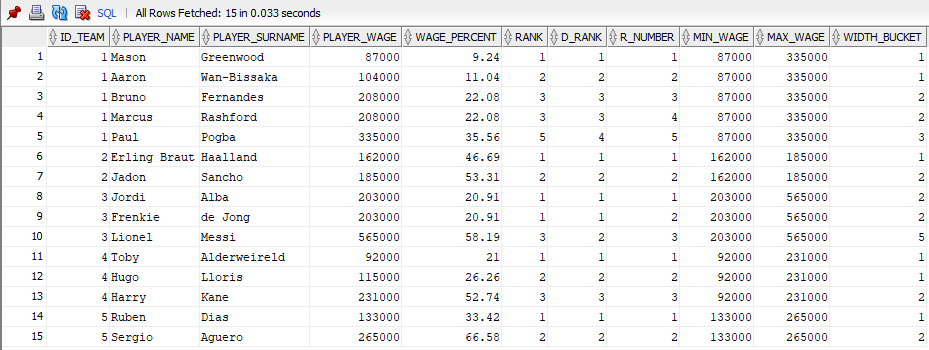 SQL | All Rows Fetched: 15 in 0.033 seconds
ID_TEAM PLAYER_NAME PLAYER_SURNAME PLAYER_WAGE WAGE_PERCENT RANK D_RANK R_NUMBER MIN_WAGE MAX_WAGE WIDTH_BUCKET
1 1 Mason Greenwood 87000 9.24 1 1 1 87000 335000 1
2 1 Aaron Wan-Bissaka 104000 11.04 2 2 2 87000 335000 1
3 1 Bruno Fernandes 208000 22.08 3 3 3 87000 335000 2
4 1 Marcus Rashford 208000 22.08 3 3 4 87000 335000 2
5 1 Paul Pogba 335000 35.56 5 4 5 87000 335000 3
6 2 Erling Braut Haalland 162000 46.69 1 1 1 162000 185000 1
7 2 Jadon Sancho 185000 53.31 2 2 2 162000 185000 1
8 3 Jordi Alba 203000 20.91 1 1 1 203000 565000 2
9 3 Frenkie de Jong 203000 20.91 1 1 2 203000 565000 2
10 3 Lionel Messi 565000 58.19 3 2 3 203000 565000 5
11 4 Toby Alderweireld 92000 21 1 1 1 92000 231000 1
12 4 Hugo Lloris 115000 26.26 2 2 2 92000 231000 1
13 4 Harry Kane 231000 52.74 3 3 3 92000 231000 2
14 5 Ruben Dias 133000 33.42 1 1 1 133000 265000 1
15 5 Sergio Aguero 265000 66.58 2 2 2 133000 265000 2